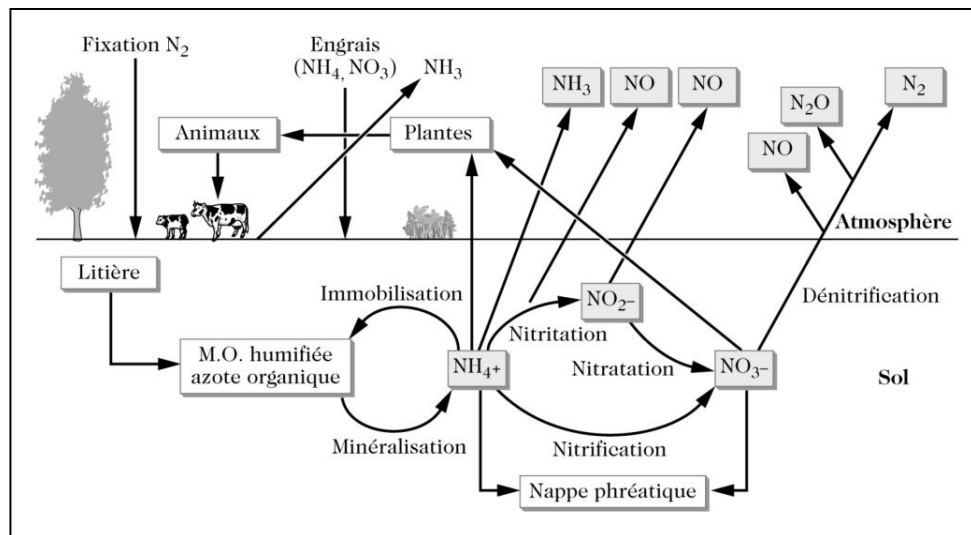 Fixation N₂
Engrais
(NH₄, NO₃)
NH₃
NH₃
NO
NO
N₂O
N₂
Animaux
Plantes
NO
Atmosphère
Litière
Immobilisation
NO₂–
Dénitrification
Nitritation
M.O. humifiée
azote organique
NH₄+
Nitratation
NO₃–
Sol
Minéralisation
Nitrification
Nappe phréatique